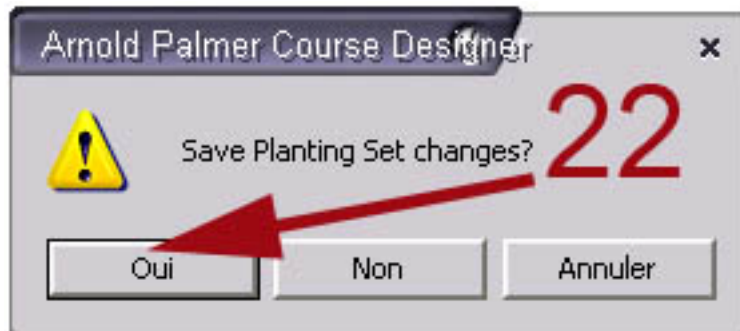 Arnold Palmer Course Designer
Save Planting Set changes?
22
Oui
Non
Annuler